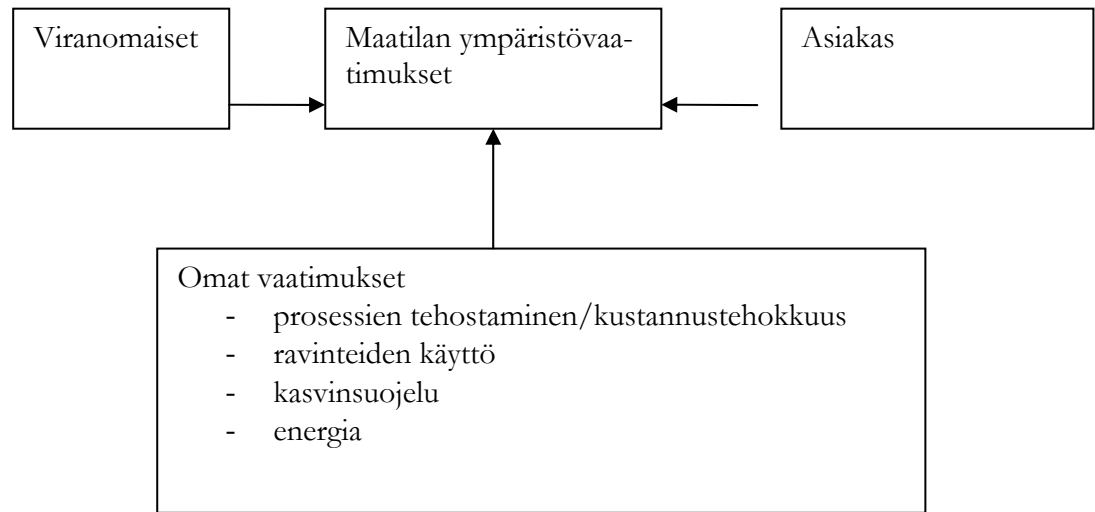 Viranomaiset
Maatilan ympäristövaa-
timukset
Asiakas
Omat vaatimukset
- prosessien tehostaminen/kustannustehokkuus
- ravinteiden käyttö
- kasvinsuojelu
- energia